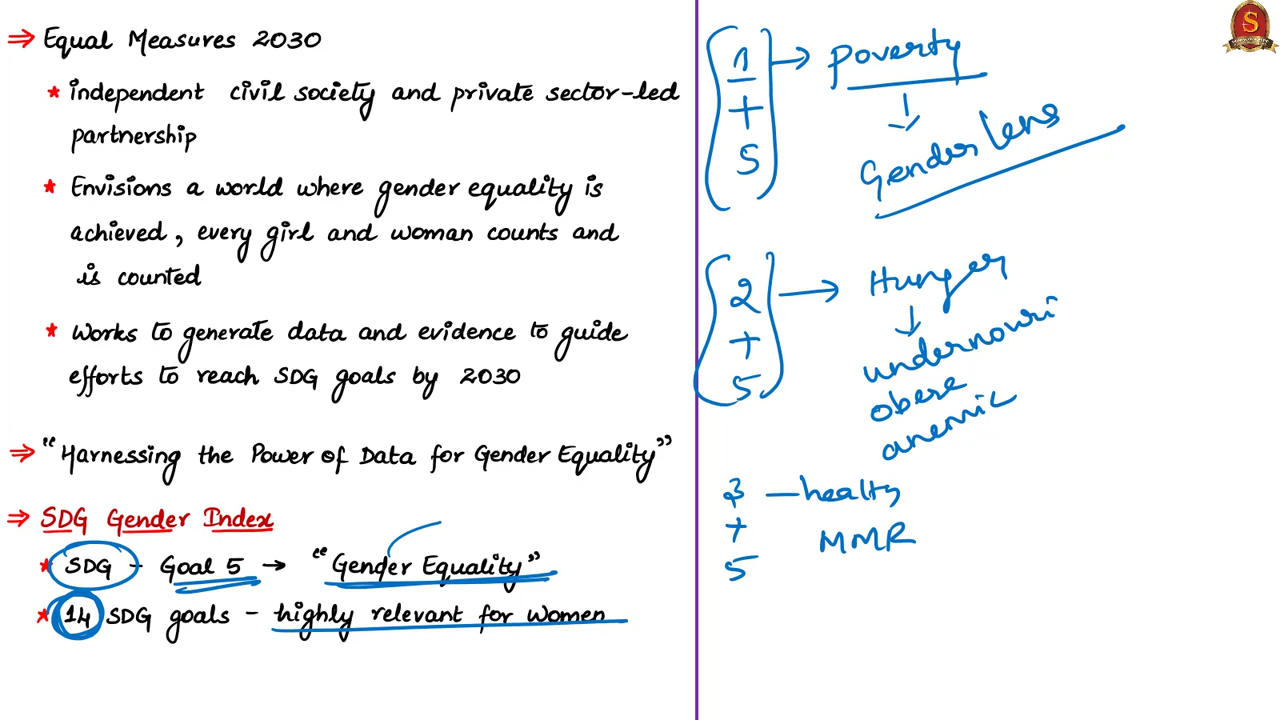 ⇒ Equal Measures 2030
* independent civil society and private sector-led
partnership
* Envisions a world where gender equality is
achieved, every girl and woman counts and
is counted
* Works to generate data and evidence to guide
efforts to reach SDG goals by 2030
⇒ "Harnessing the Power of Data for Gender Equality"
⇒ SDG Gender Index
* SDG - Goal 5 → "Gender Equality"
* 14 SDG goals - highly relevant for women
1 → poverty
+
5
↓
Gender lens
2 → Hunger
+
5
↓
undernouri
obese
anemic
3 — healty
+ MMR
5
S